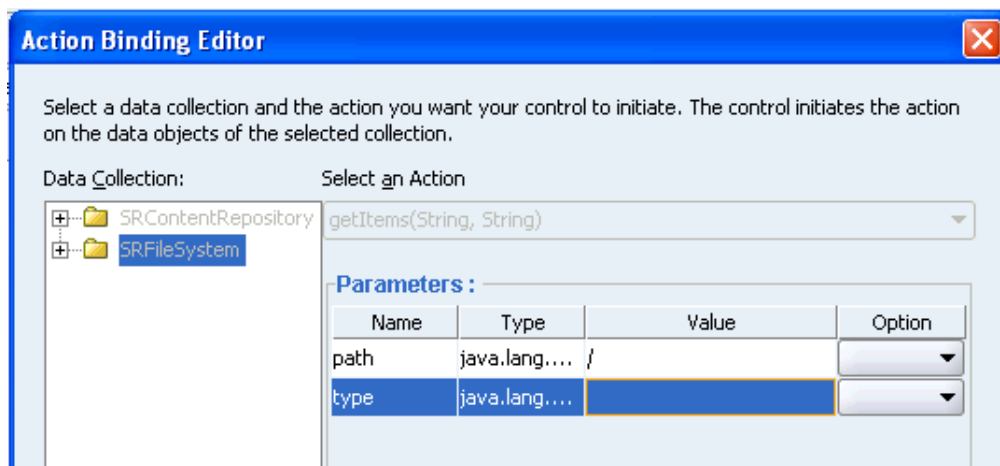 Action Binding Editor
Select a data collection and the action you want your control to initiate. The control initiates the action
on the data objects of the selected collection.
Data Collection:
Select an Action
SRContentRepository
SRFileSystem
getItems(String, String)
Parameters :
Name Type Value Option
path java.lang.... /
type java.lang....